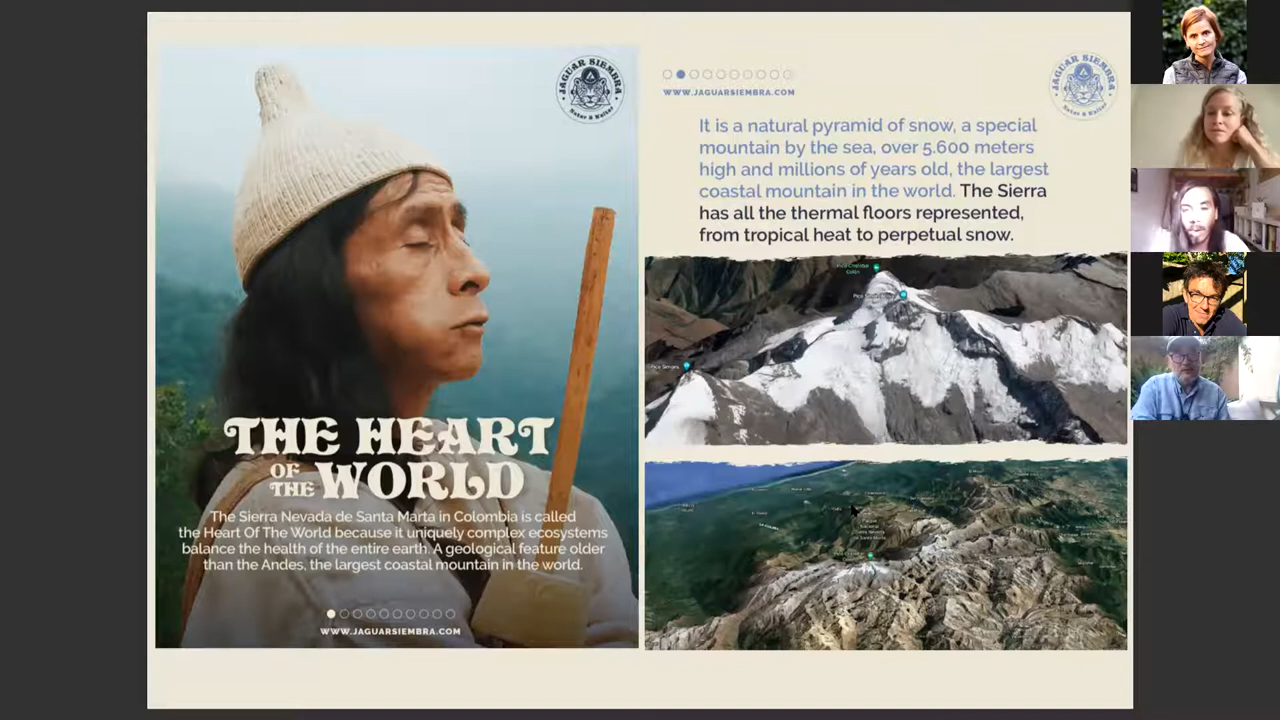 JAGUAR SIEMBRA
THE HEART
OF THE WORLD
The Sierra Nevada de Santa Marta in Colombia is called
the Heart Of The World because it uniquely complex ecosystems
balance the health of the entire earth. A geological feature older
than the Andes, the largest coastal mountain in the world.
WWW.JAGUARSIEMBRA.COM
WWW.JAGUARSIEMBRA.COM
JAGUAR SIEMBRA
It is a natural pyramid of snow, a special
mountain by the sea, over 5,600 meters
high and millions of years old, the largest
coastal mountain in the world. The Sierra
has all the thermal floors represented,
from tropical heat to perpetual snow.
Pico Cristobal
Colón